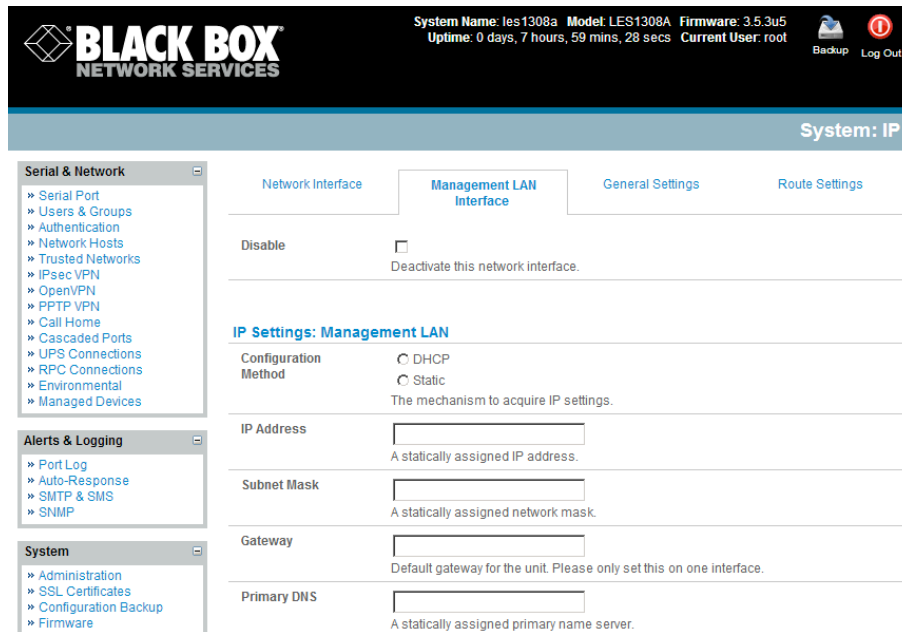 BLACK BOX
NETWORK SERVICES
System Name: les1308a Model: LES1308A Firmware: 3.5.3u5
Uptime: 0 days, 7 hours, 59 mins, 28 secs Current User: root
Backup
Log Out
System: IP
Serial & Network
» Serial Port
» Users & Groups
» Authentication
» Network Hosts
» Trusted Networks
» IPsec VPN
» OpenVPN
» PPTP VPN
» Call Home
» Cascaded Ports
» UPS Connections
» RPC Connections
» Environmental
» Managed Devices
Alerts & Logging
» Port Log
» Auto-Response
» SMTP & SMS
» SNMP
System
» Administration
» SSL Certificates
» Configuration Backup
» Firmware
Network Interface
Management LAN
Interface
General Settings
Route Settings
Disable
Deactivate this network interface.
IP Settings: Management LAN
Configuration
Method
DHCP
Static
The mechanism to acquire IP settings.
IP Address
A statically assigned IP address.
Subnet Mask
A statically assigned network mask.
Gateway
Default gateway for the unit. Please only set this on one interface.
Primary DNS
A statically assigned primary name server.